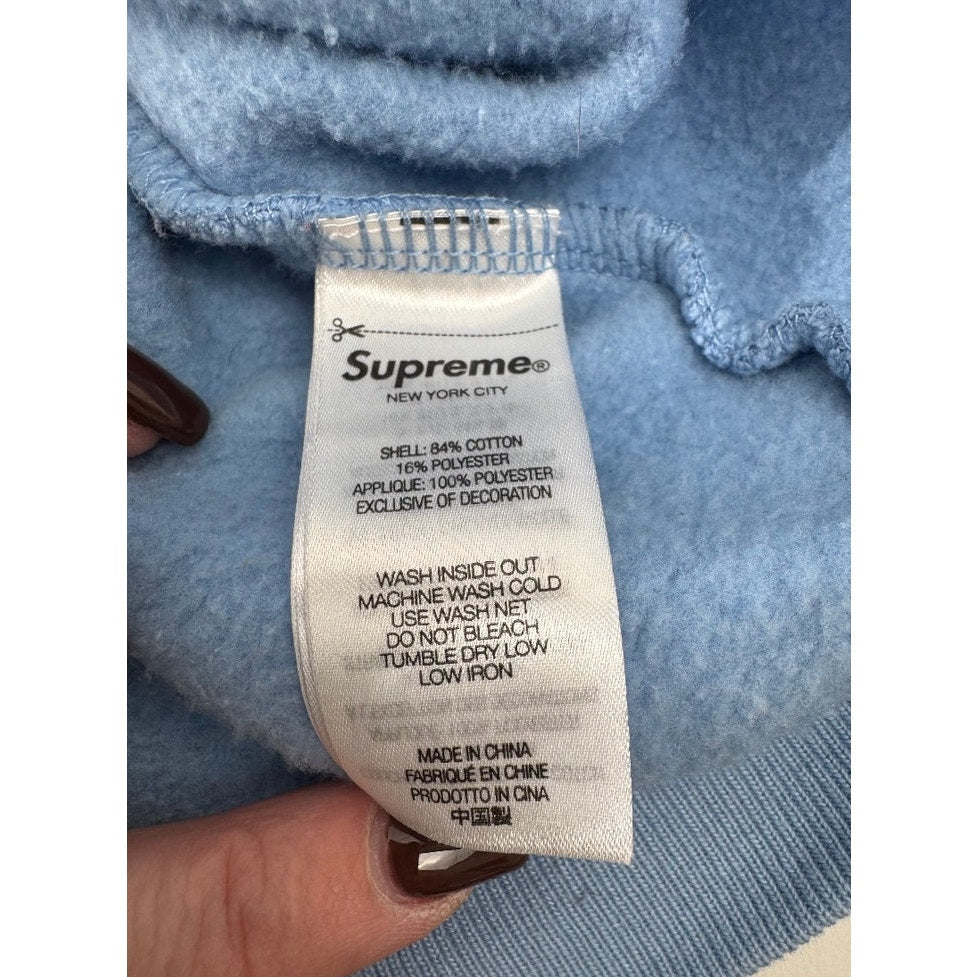 Supreme®
NEW YORK CITY
SHELL: 84% COTTON
16% POLYESTER
APPLIQUE: 100% POLYESTER
EXCLUSIVE OF DECORATION
WASH INSIDE OUT
MACHINE WASH COLD
USE WASH NET
DO NOT BLEACH
TUMBLE DRY LOW
LOW IRON
MADE IN CHINA
FABRIQUÉ EN CHINE
PRODOTTO IN CINA
中国製